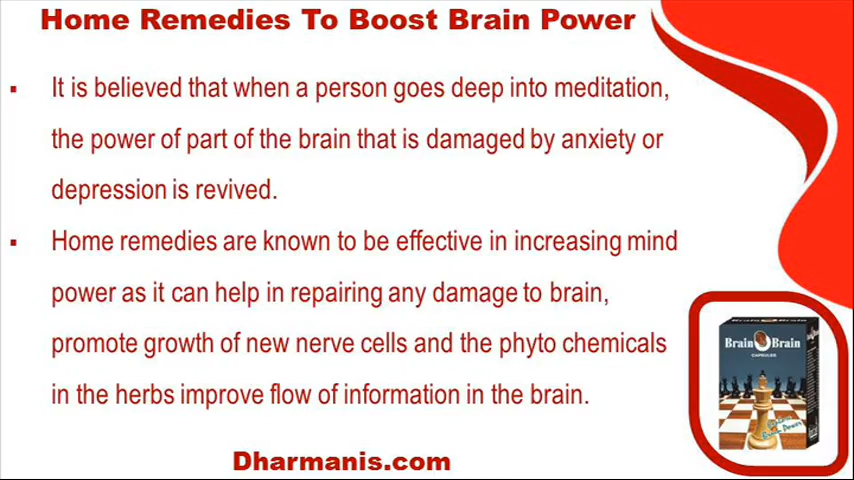 Home Remedies To Boost Brain Power
▪ It is believed that when a person goes deep into meditation,
the power of part of the brain that is damaged by anxiety or
depression is revived.
▪ Home remedies are known to be effective in increasing mind
power as it can help in repairing any damage to brain,
promote growth of new nerve cells and the phyto chemicals
in the herbs improve flow of information in the brain.
Brain O Brain
CAPSULES
Brain Power
Dharmanis.com